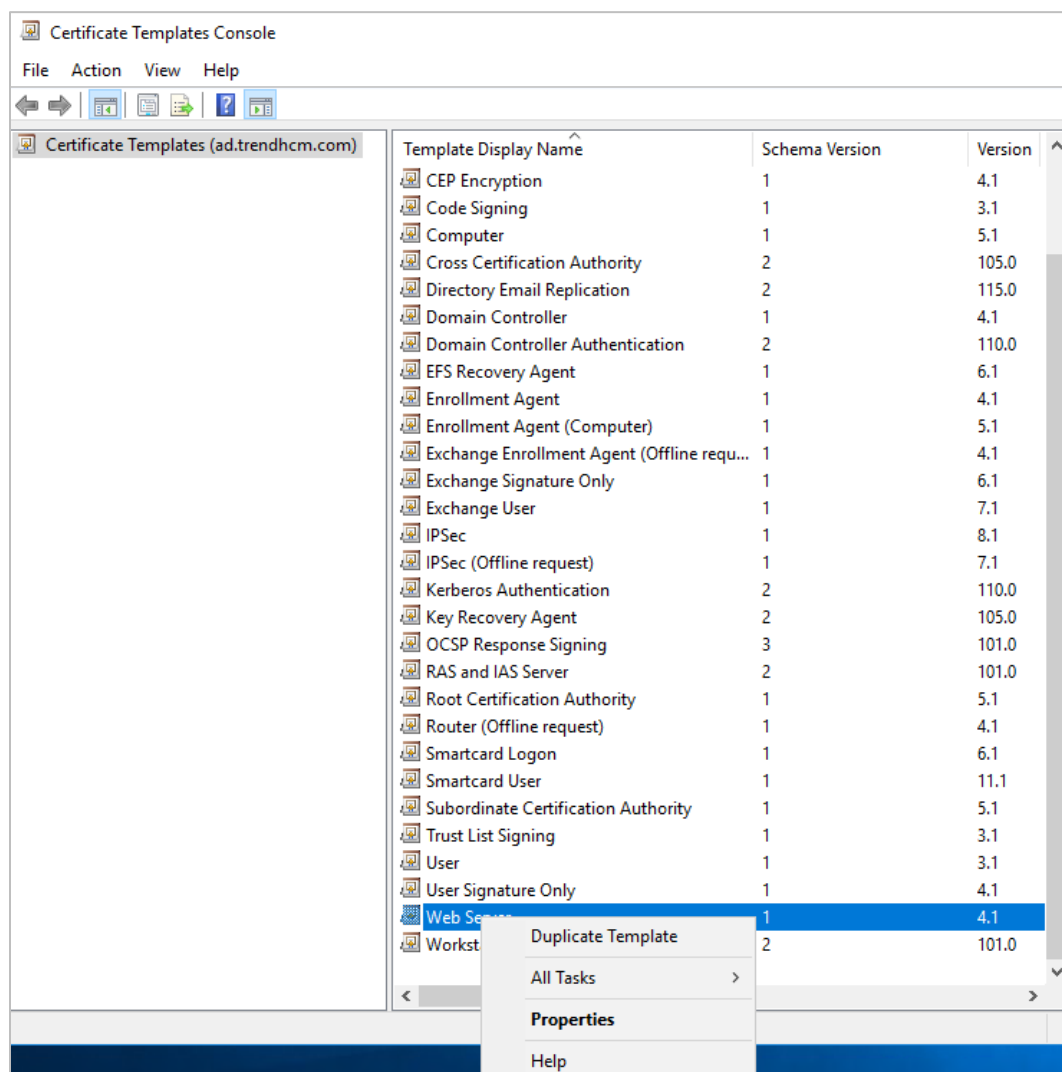 Certificate Templates Console
File Action View Help
Certificate Templates (ad.trendhcm.com)
Template Display Name Schema Version Version
CEP Encryption 1 4.1
Code Signing 1 3.1
Computer 1 5.1
Cross Certification Authority 2 105.0
Directory Email Replication 2 115.0
Domain Controller 1 4.1
Domain Controller Authentication 2 110.0
EFS Recovery Agent 1 6.1
Enrollment Agent 1 4.1
Enrollment Agent (Computer) 1 5.1
Exchange Enrollment Agent (Offline requ... 1 4.1
Exchange Signature Only 1 6.1
Exchange User 1 7.1
IPSec 1 8.1
IPSec (Offline request) 1 7.1
Kerberos Authentication 2 110.0
Key Recovery Agent 2 105.0
OCSP Response Signing 3 101.0
RAS and IAS Server 2 101.0
Root Certification Authority 1 5.1
Router (Offline request) 1 4.1
Smartcard Logon 1 6.1
Smartcard User 1 11.1
Subordinate Certification Authority 1 5.1
Trust List Signing 1 3.1
User 1 3.1
User Signature Only 1 4.1
Web Server 1 4.1
Workst 2 101.0
Duplicate Template
All Tasks
Properties
Help